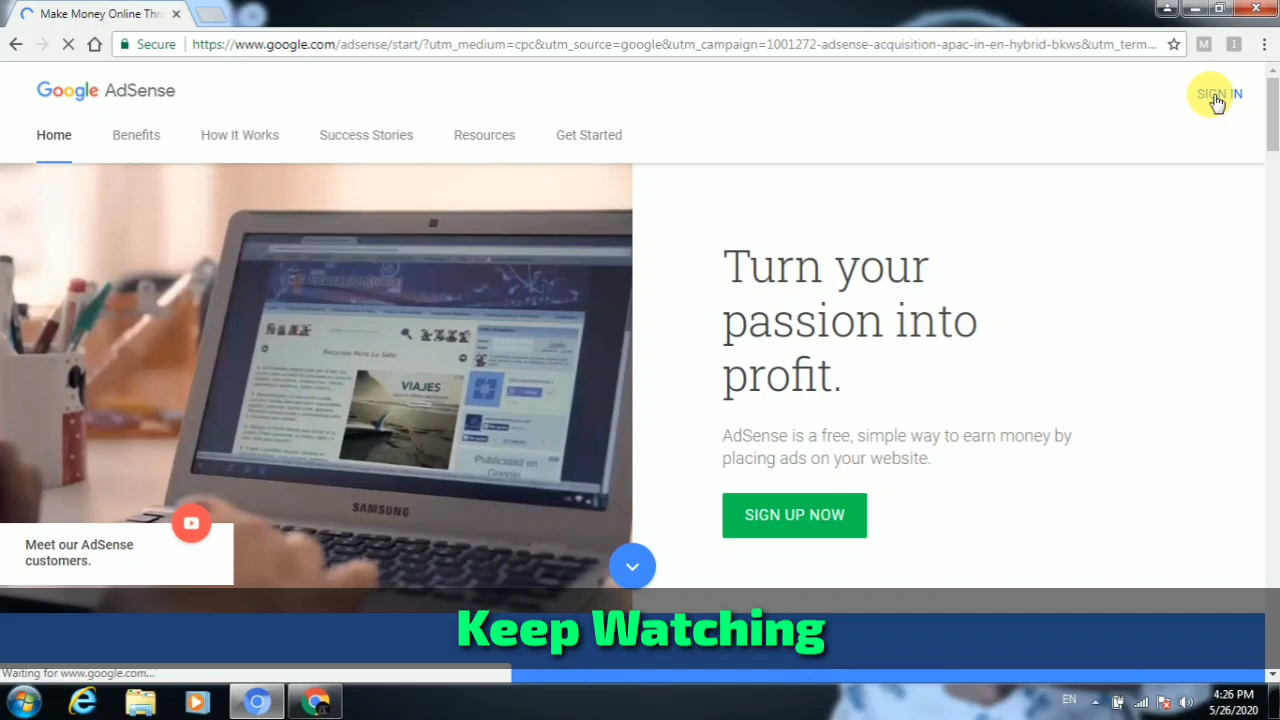 Make Money Online Thr
Secure
https://www.google.com/adsense/start/?utm_medium=cpc&utm_source=google&utm_campaign=1001272-adsense-acquisition-apac-in-en-hybrid-bkws&utm_term...
M
I
Google AdSense
SIGN IN
Home
Benefits
How It Works
Success Stories
Resources
Get Started
Turn your
passion into
profit.
AdSense is a free, simple way to earn money by
placing ads on your website.
SIGN UP NOW
VIAJES
Publicidad en
SAMSUNG
Meet our AdSense
customers.
Keep Watching
Waiting for www.google.com...
EN
4:26 PM
5/26/2020